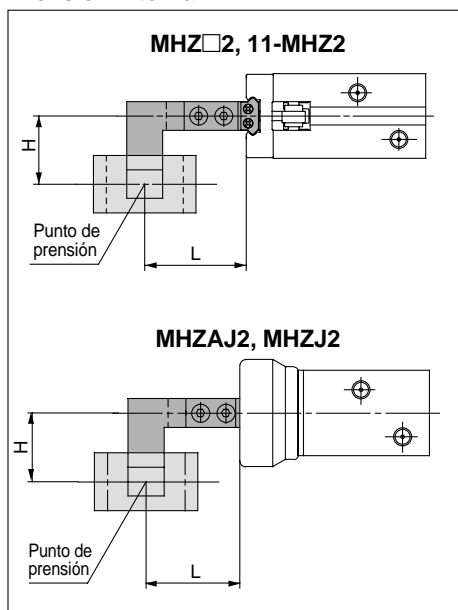 MHZ□2, 11-MHZ2
H
Punto de
prensión
L
MHZAJ2, MHZJ2
H
Punto de
prensión
L